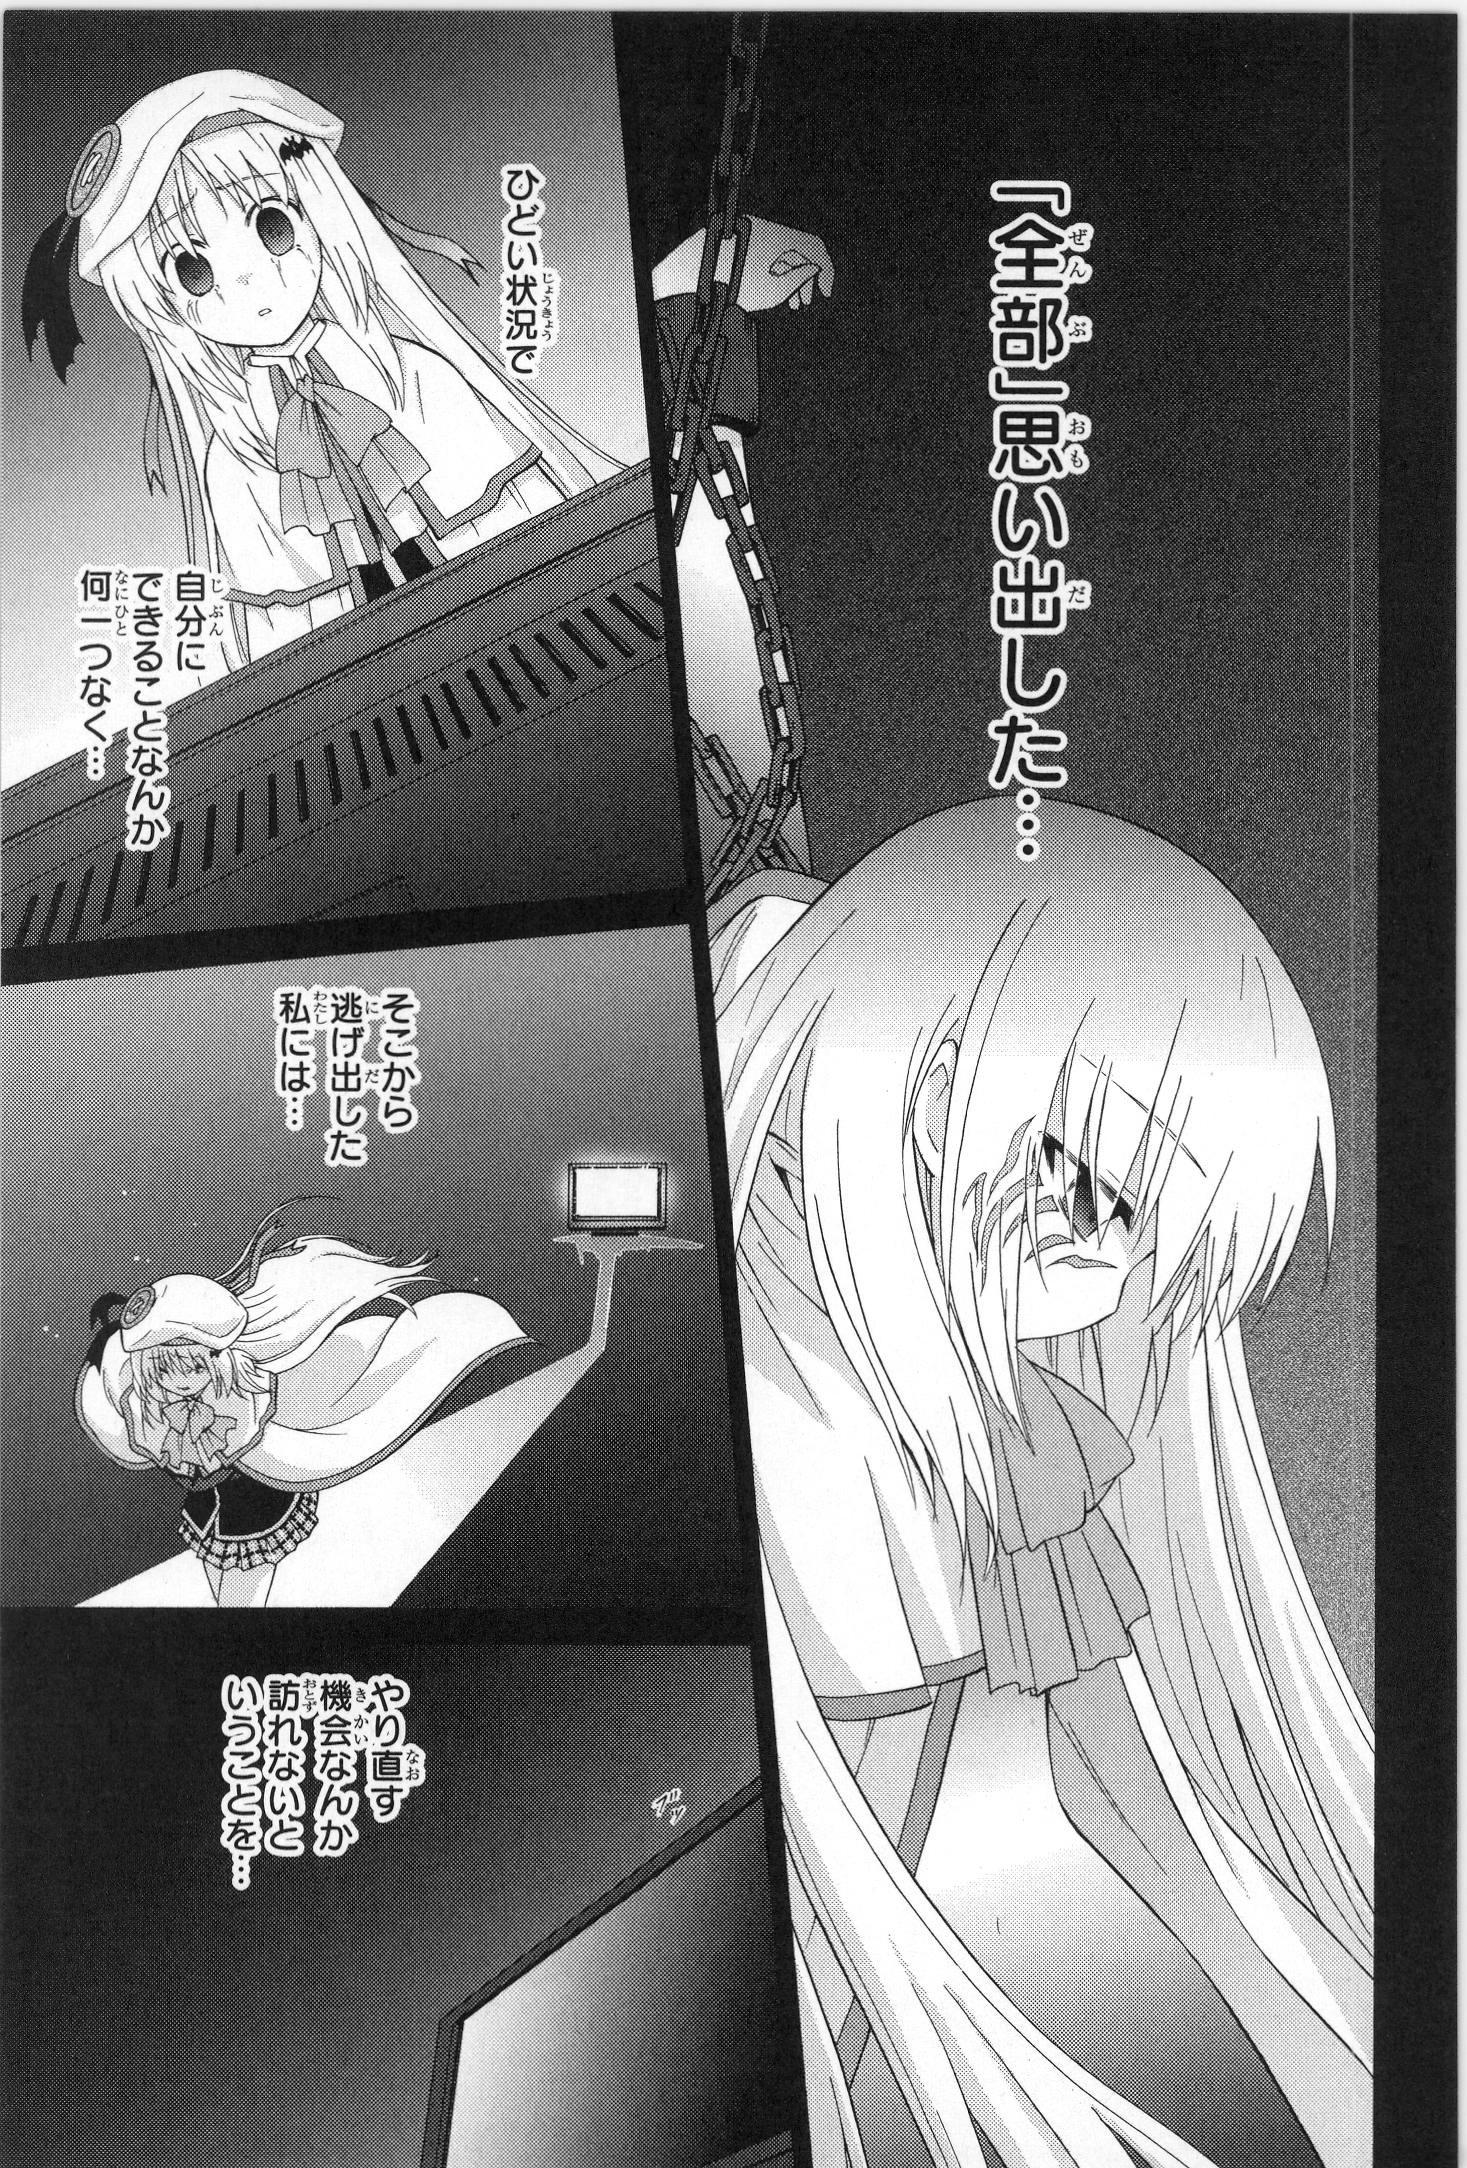 「全部」思い出した…
ひどい状況で
自分に
できることなんか
何一つなく…
そこから
逃げ出した
私には…
やり直す
機会なんか
訪れないと
いうことを…
ブツッ